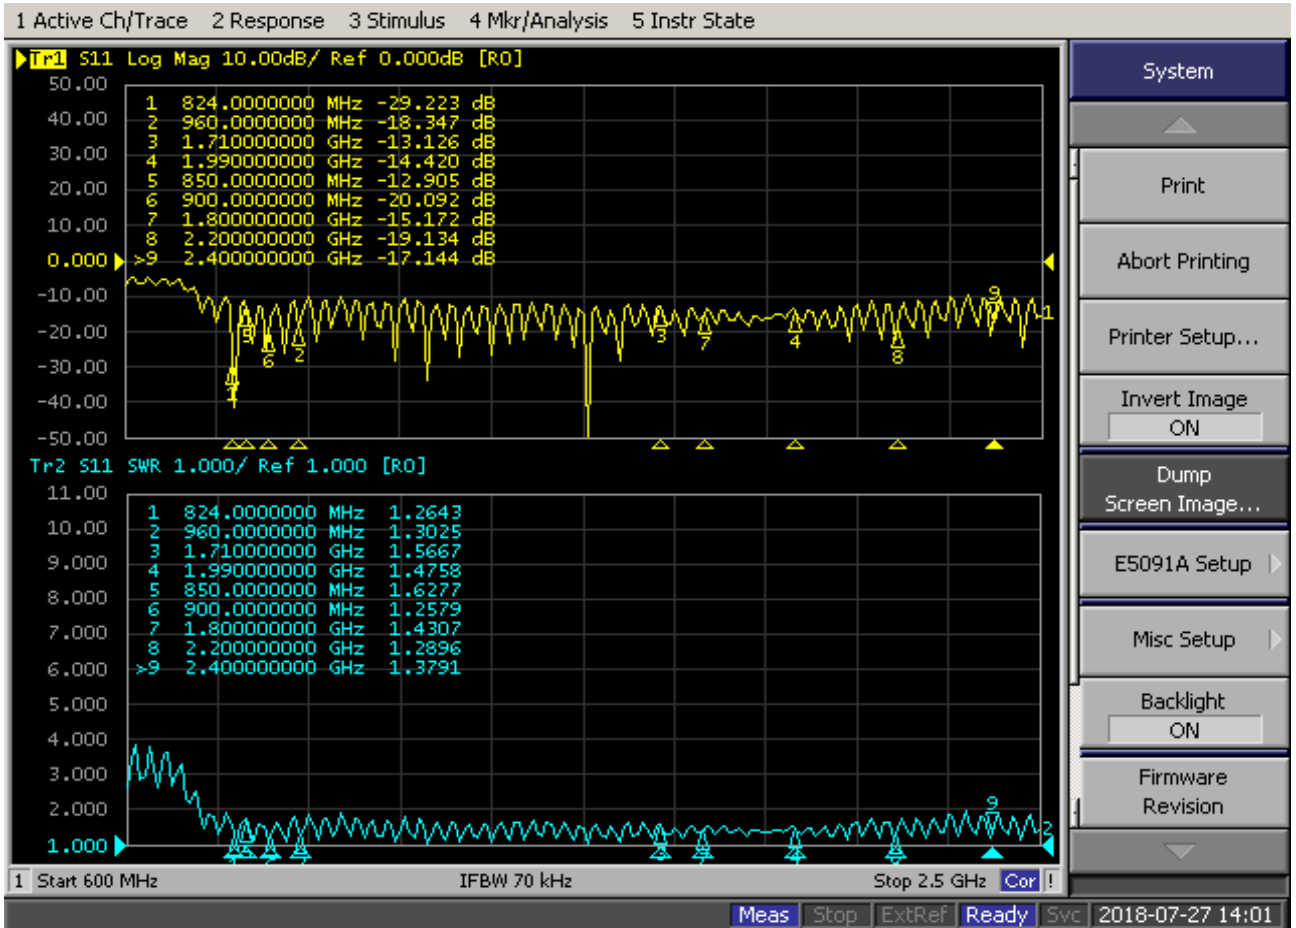 1 Active Ch/Trace 2 Response 3 Stimulus 4 Mkr/Analysis 5 Instr State
Tr1 S11 Log Mag 10.00dB/ Ref 0.000dB [RO]
50.00
40.00
30.00
20.00
10.00
0.000
-10.00
-20.00
-30.00
-40.00
-50.00
1 824.0000000 MHz -29.223 dB
2 960.0000000 MHz -18.347 dB
3 1.710000000 GHz -13.126 dB
4 1.990000000 GHz -14.420 dB
5 850.0000000 MHz -12.905 dB
6 900.0000000 MHz -20.092 dB
7 1.800000000 GHz -15.172 dB
8 2.200000000 GHz -19.134 dB
>9 2.400000000 GHz -17.144 dB
6 2 3 7 4 8 9 1
Tr2 S11 SWR 1.000/ Ref 1.000 [RO]
11.00
10.00
9.000
8.000
7.000
6.000
5.000
4.000
3.000
2.000
1.000
1 824.0000000 MHz 1.2643
2 960.0000000 MHz 1.3025
3 1.710000000 GHz 1.5667
4 1.990000000 GHz 1.4758
5 850.0000000 MHz 1.6277
6 900.0000000 MHz 1.2579
7 1.800000000 GHz 1.4307
8 2.200000000 GHz 1.2896
>9 2.400000000 GHz 1.3791
9 2
1 Start 600 MHz IFBW 70 kHz Stop 2.5 GHz Cor !
System
Print
Abort Printing
Printer Setup...
Invert Image
ON
Dump
Screen Image...
E5091A Setup
Misc Setup
Backlight
ON
Firmware
Revision
Meas Stop ExtRef Ready Svc 2018-07-27 14:01